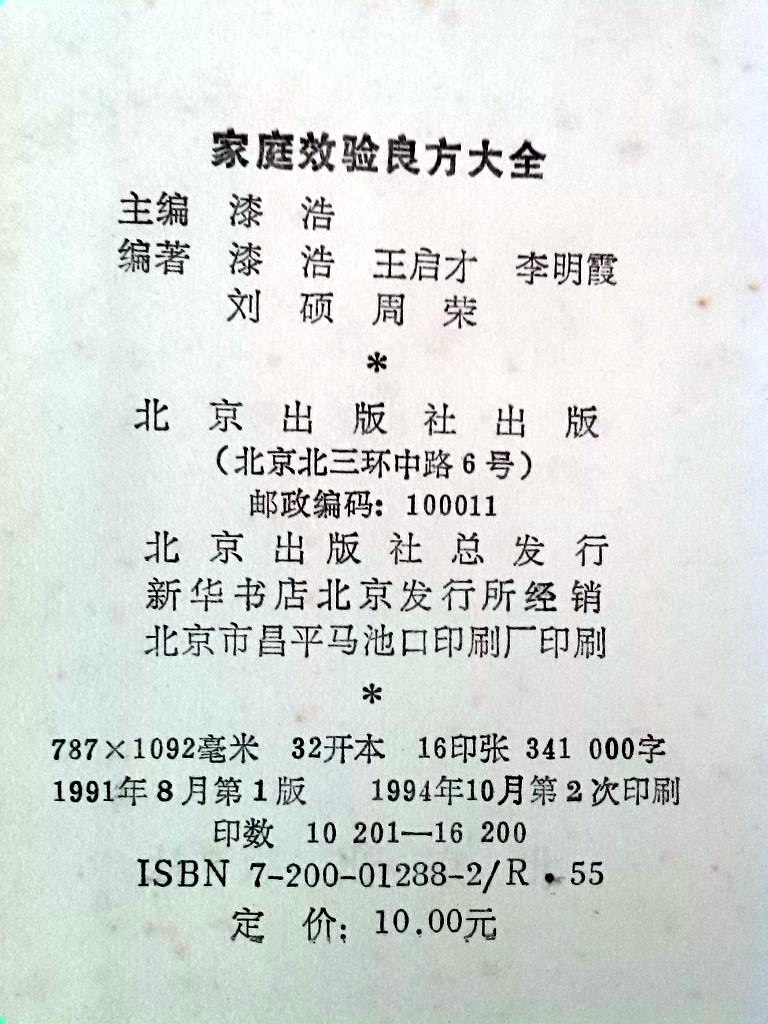 家庭效验良方大全
主编 漆 浩
编著 漆 浩 王启才 李明霞
刘 硕 周 荣
*
北京出版社出版
(北京北三环中路6号)
邮政编码: 100011
北京出版社总发行
新华书店北京发行所经销
北京市昌平马池口印刷厂印刷
*
787×1092毫米 32开本 16印张 341 000字
1991年8月第1版 1994年10月第2次印刷
印数 10 201—16 200
ISBN 7-200-01288-2/R·55
定 价: 10.00元